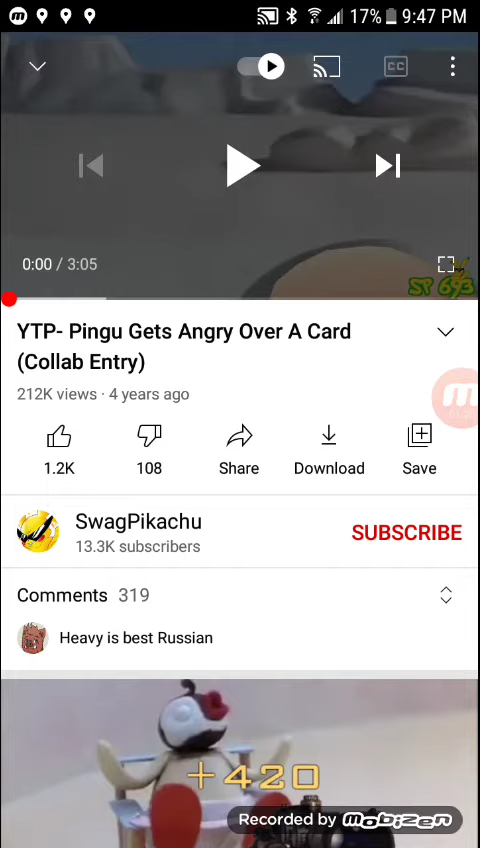 17% 9:47 PM
CC
0:00 / 3:05
ST 693
YTP- Pingu Gets Angry Over A Card
(Collab Entry)
212K views · 4 years ago
1.2K 108 Share Download Save
SwagPikachu
13.3K subscribers
SUBSCRIBE
Comments 319
Heavy is best Russian
+420
Recorded by Mobizen